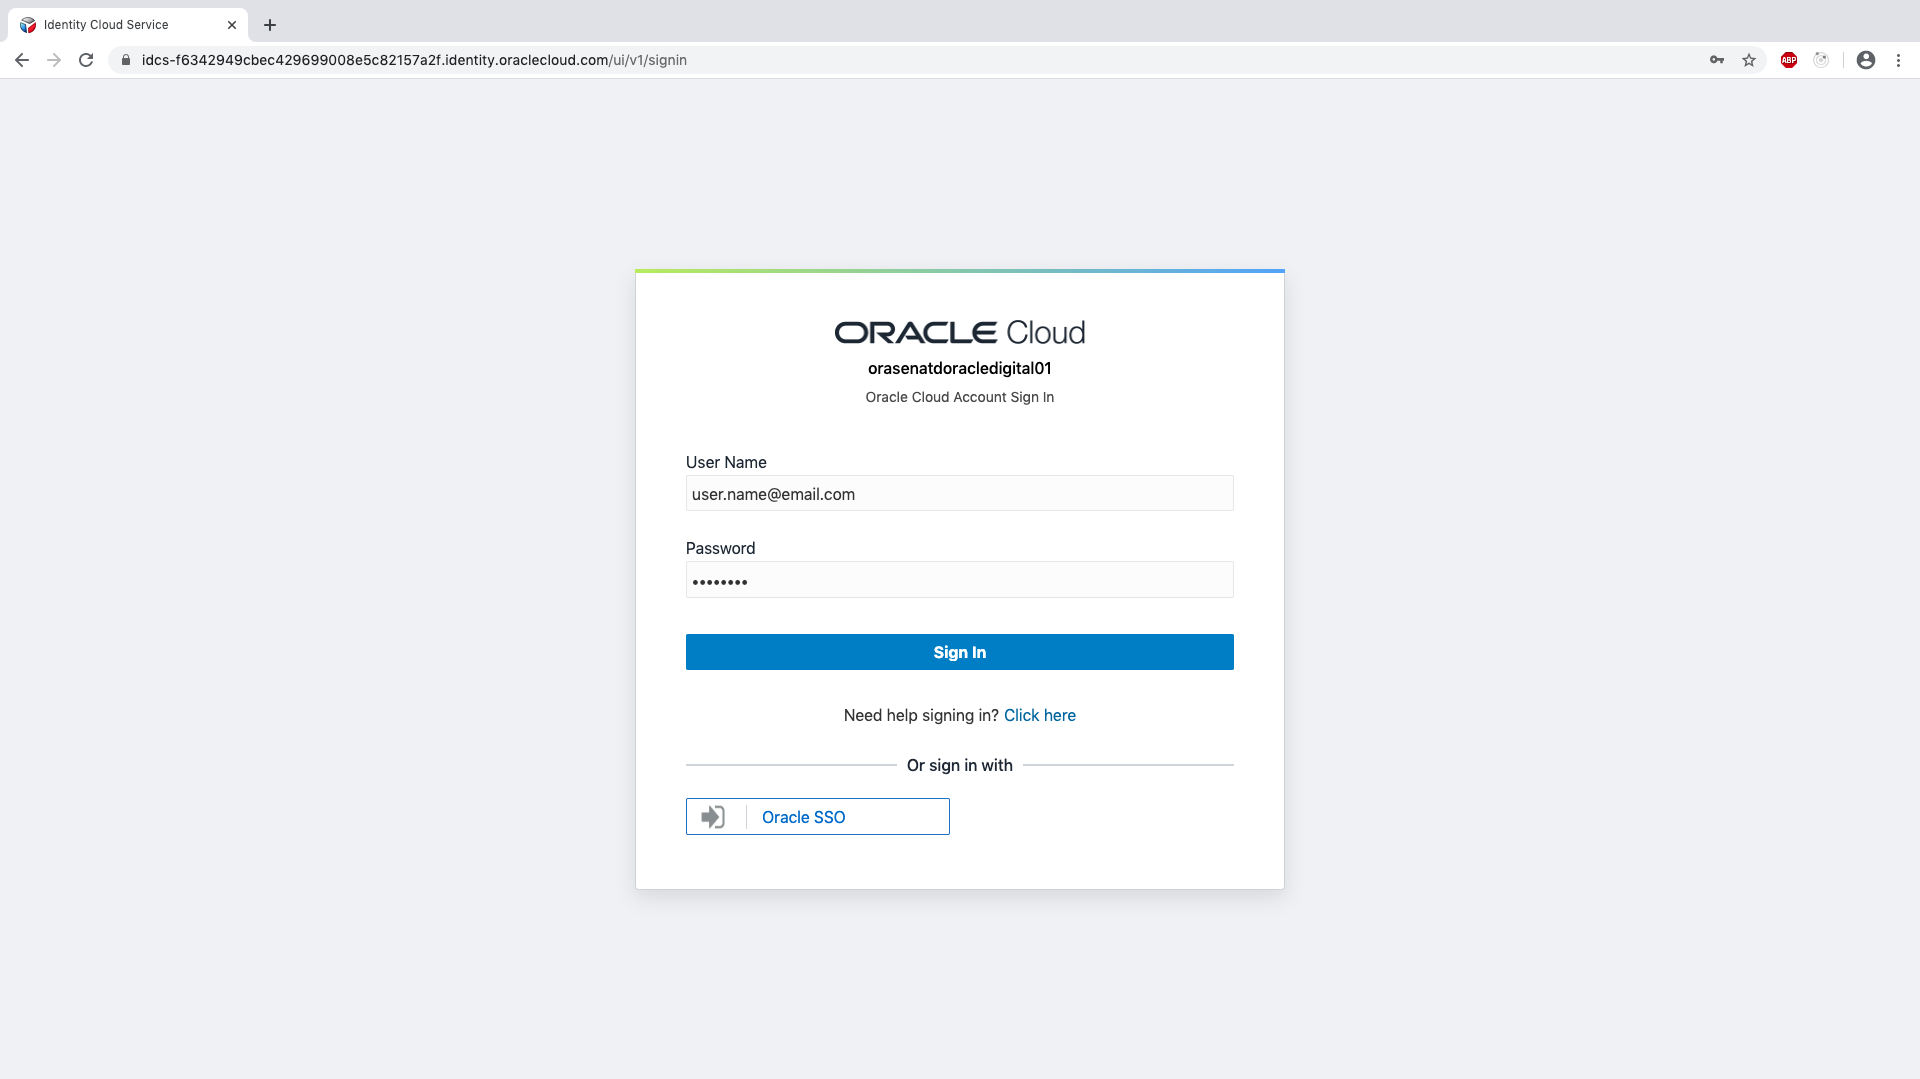 Identity Cloud Service
idcs-f6342949cbec429699008e5c82157a2f.identity.oraclecloud.com/ui/v1/signin
ABP
ORACLE Cloud
orasenatdoracledigital01
Oracle Cloud Account Sign In
User Name
user.name@email.com
Password
••••••••
Sign In
Need help signing in? Click here
Or sign in with
Oracle SSO